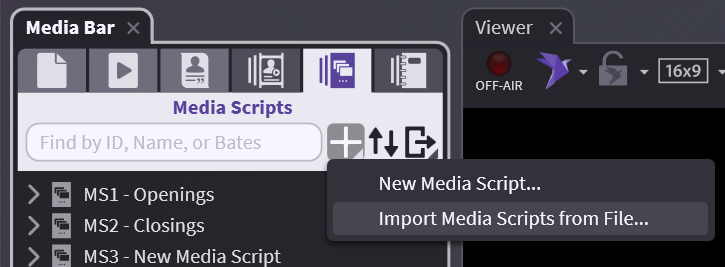 Media Bar
Viewer
OFF-AIR
16x9
Media Scripts
Find by ID, Name, or Bates
New Media Script...
Import Media Scripts from File...
MS1 - Openings
MS2 - Closings
MS3 - New Media Script